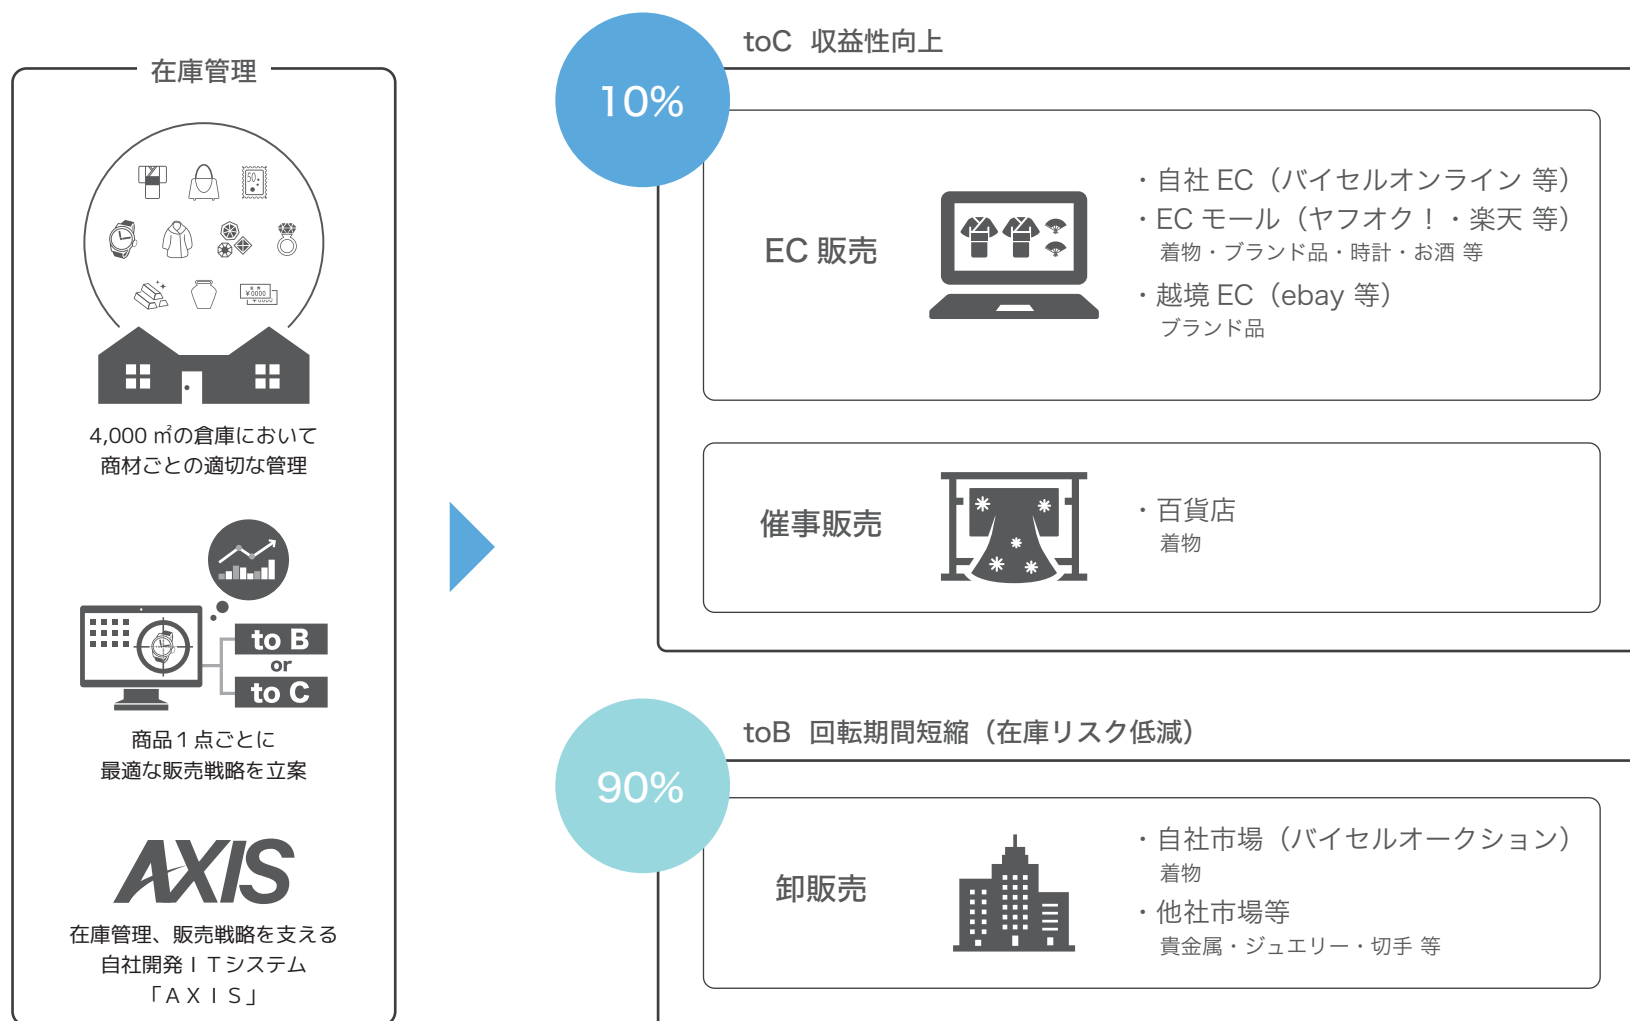 在庫管理
50
¥0000
4,000 ㎡の倉庫において
商材ごとの適切な管理
to B
or
to C
商品1点ごとに
最適な販売戦略を立案
AXIS
在庫管理、販売戦略を支える
自社開発ITシステム
「AXIS」
10%
toC 収益性向上
EC 販売
・自社 EC（バイセルオンライン 等）
・EC モール（ヤフオク！・楽天 等）
着物・ブランド品・時計・お酒 等
・越境 EC（ebay 等）
ブランド品
催事販売
・百貨店
着物
90%
toB 回転期間短縮（在庫リスク低減）
卸販売
・自社市場（バイセルオークション）
着物
・他社市場等
貴金属・ジュエリー・切手 等